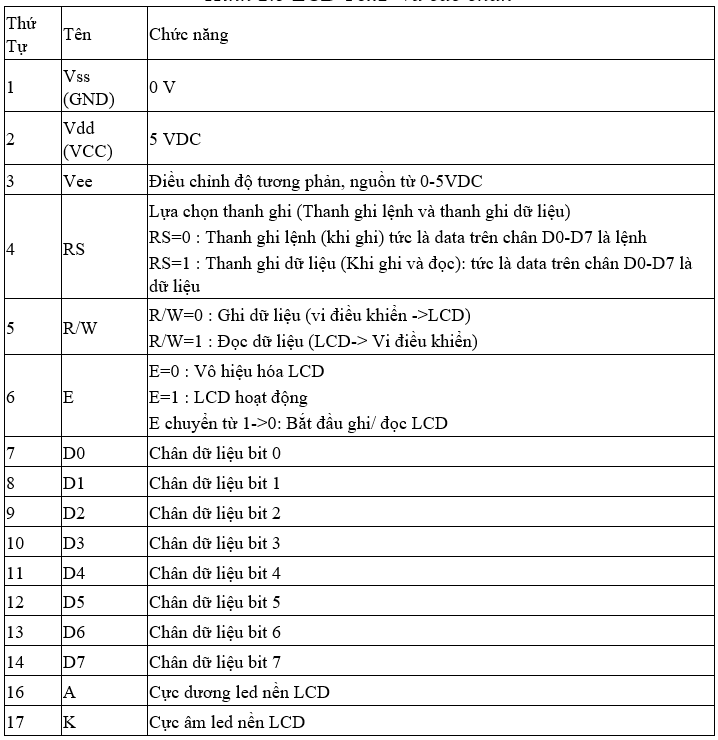 Thứ Tự Tên Chức năng
1 Vss (GND) 0 V
2 Vdd (VCC) 5 VDC
3 Vee Điều chỉnh độ tương phản, nguồn từ 0-5VDC
4 RS Lựa chọn thanh ghi (Thanh ghi lệnh và thanh ghi dữ liệu)
RS=0 : Thanh ghi lệnh (khi ghi) tức là data trên chân D0-D7 là lệnh
RS=1 : Thanh ghi dữ liệu (Khi ghi và đọc): tức là data trên chân D0-D7 là
dữ liệu
5 R/W R/W=0 : Ghi dữ liệu (vi điều khiển ->LCD)
R/W=1 : Đọc dữ liệu (LCD-> Vi điều khiển)
6 E E=0 : Vô hiệu hóa LCD
E=1 : LCD hoạt động
E chuyển từ 1->0: Bắt đầu ghi/ đọc LCD
7 D0 Chân dữ liệu bit 0
8 D1 Chân dữ liệu bit 1
9 D2 Chân dữ liệu bit 2
10 D3 Chân dữ liệu bit 3
11 D4 Chân dữ liệu bit 4
12 D5 Chân dữ liệu bit 5
13 D6 Chân dữ liệu bit 6
14 D7 Chân dữ liệu bit 7
16 A Cực dương led nền LCD
17 K Cực âm led nền LCD